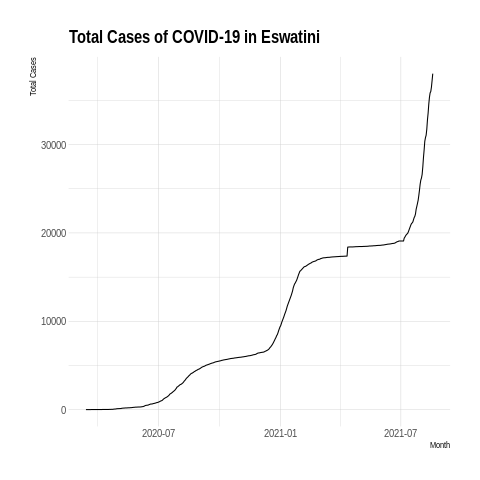 Total Cases of COVID-19 in Eswatini
Total Cases
30000
20000
10000
0
2020-07
2021-01
2021-07
Month